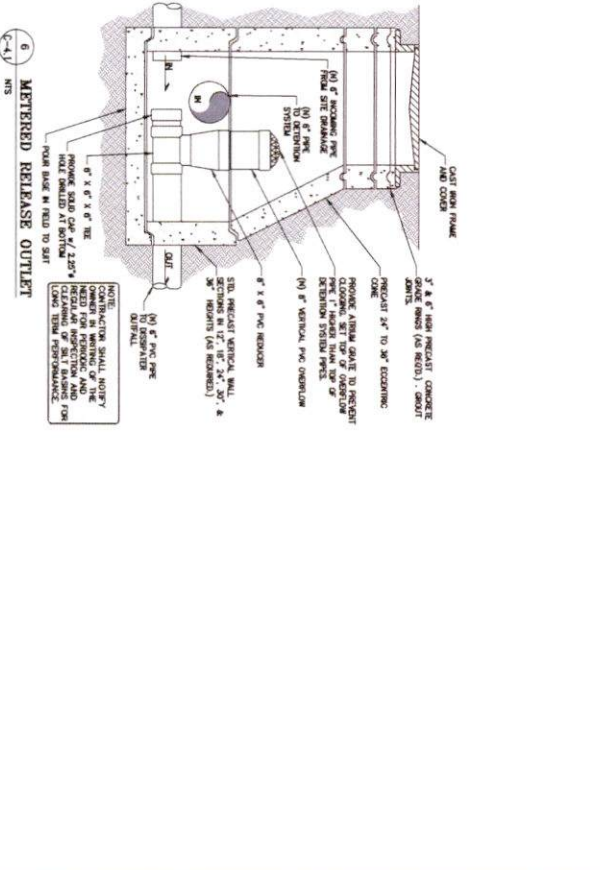 CAST IRON FRAME
AND COVER
3" & 6" HIGH PRECAST CONCRETE
GRADE RINGS (AS REQ'D.) . GROUT
JOINTS.
PRECAST 24" TO 36" ECCENTRIC
CONE
PROVIDE ATRIUM GRATE TO PREVENT
CLOGGING. SET TOP OF OVERFLOW
PIPE 1" HIGHER THAN TOP OF
DETENTION SYSTEM PIPES.
(N) 8" VERTICAL PVC OVERFLOW
8" X 6" PVC REDUCER
STD. PRECAST VERTICAL WALL
SECTIONS IN 12", 18", 24", 30", &
36" HEIGHTS (AS REQUIRED.)
(N) 6" PVC PIPE
TO DISSIPATER
OUTFALL
(N) 6" INCOMING PIPE
FROM SITE DRAINAGE
(N) 6" PIPE
TO DETENTION
SYSTEM
IN
IN
OUT
6" X 6" X 6" TEE
PROVIDE SOLID CAP w/ 2.25"ø
HOLE DRILLED AT BOTTOM
POUR BASE IN FIELD TO SUIT
NOTE:
CONTRACTOR SHALL NOTIFY
OWNER IN WRITING OF THE
NEED FOR PERIODIC AND
REGULAR INSPECTION AND
CLEARING OF SILT BASINS FOR
LONG TERM PERFORMANCE.
6
C-4.1
METERED RELEASE OUTLET
NTS